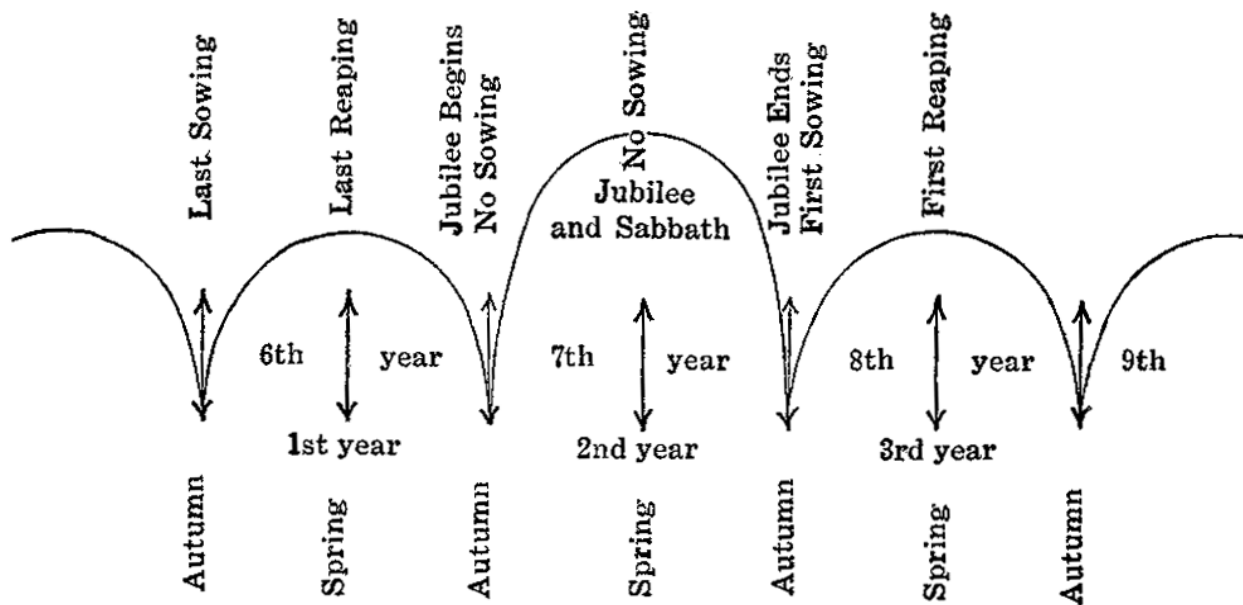 Last Sowing
Last Reaping
Jubilee Begins
No Sowing
No Sowing
Jubilee Ends
First Sowing
First Reaping
Jubilee
and Sabbath
6th year
7th year
8th year
9th
1st year
2nd year
3rd year
Autumn
Spring
Autumn
Spring
Autumn
Spring
Autumn